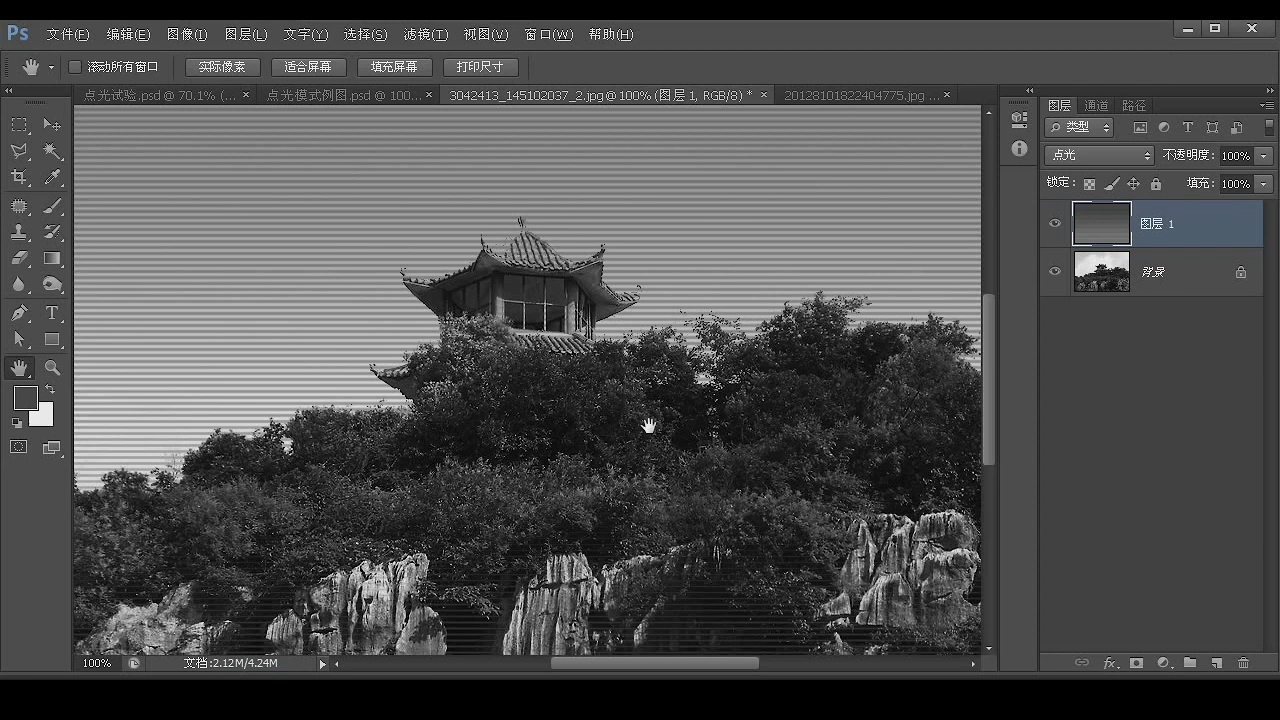 Ps 文件(F) 编辑(E) 图像(I) 图层(L) 文字(Y) 选择(S) 滤镜(T) 视图(V) 窗口(W) 帮助(H)
滚动所有窗口 实际像素 适合屏幕 填充屏幕 打印尺寸
点光试验.psd @ 70.1% (... × 点光模式例图.psd @ 100... × 3042413_145102037_2.jpg @ 100% (图层 1, RGB/8) * × 20128101822404775.jpg ... ×
图层 通道 路径
类型
点光 不透明度: 100%
锁定: 填充: 100%
图层 1
背景
100% 文档:2.12M/4.24M